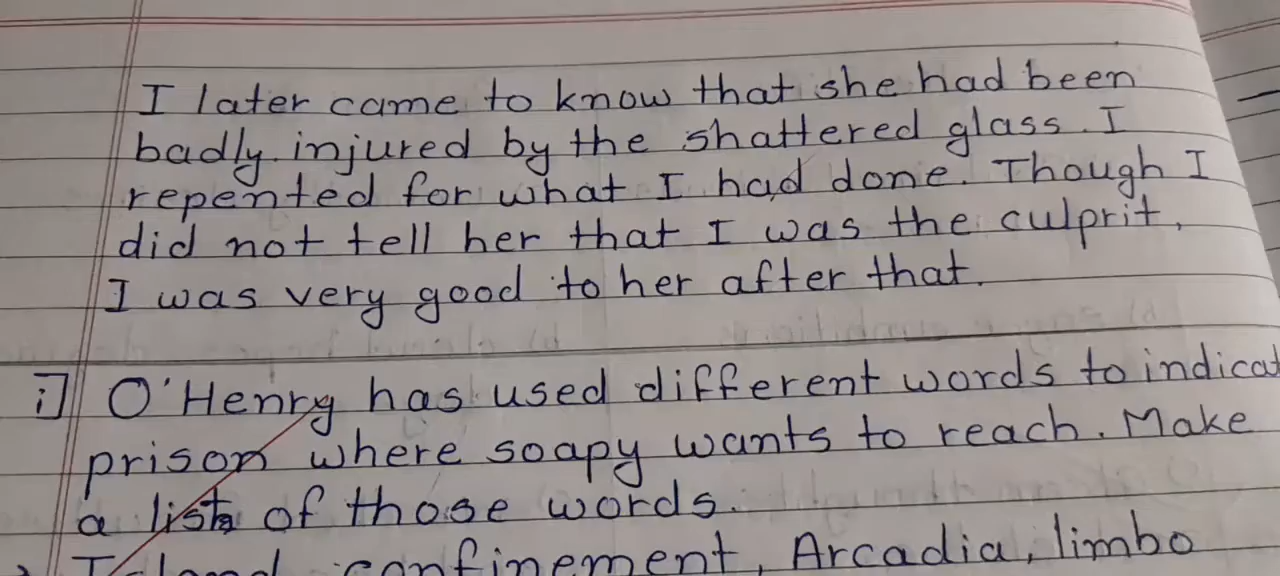 I later came to know that she had been
badly injured by the shattered glass. I
repented for what I had done. Though I
did not tell her that I was the culprit,
I was very good to her after that.
i] O'Henry has used different words to indicat
prison where soapy wants to reach. Make
a list of those words.
Island, confinement, Arcadia, limbo